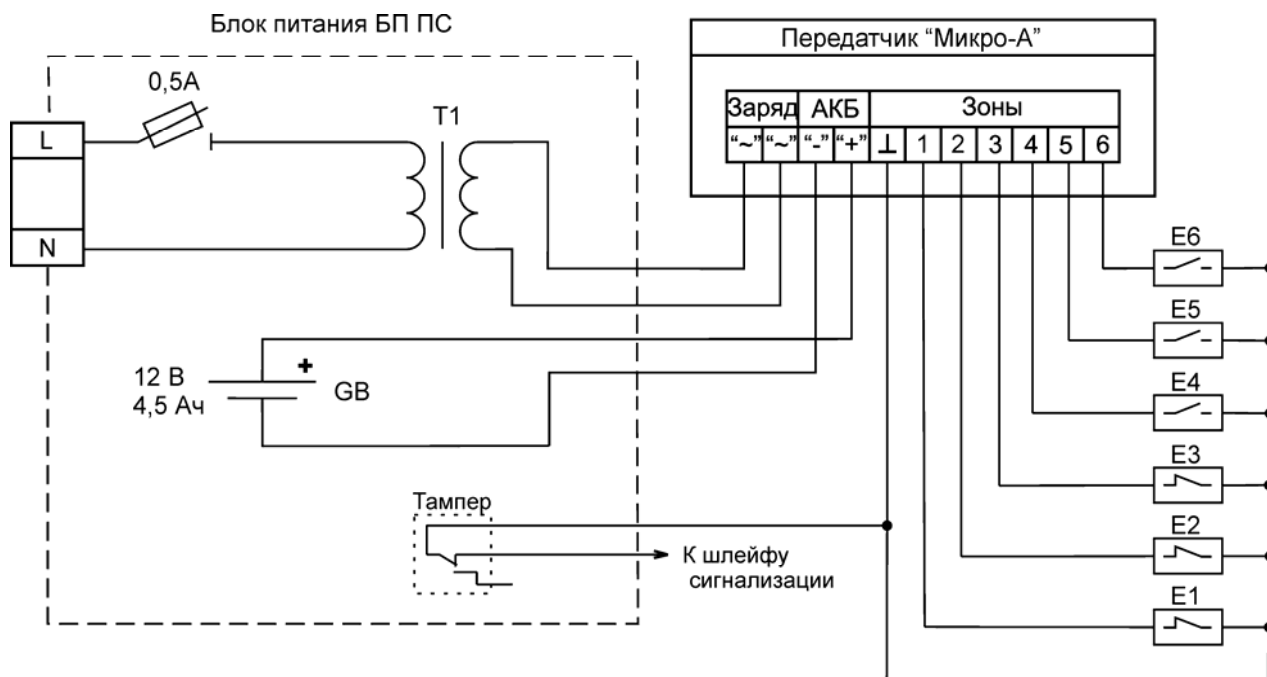 Блок питания БП ПС
Передатчик “Микро-А”
0,5А
Т1
Заряд АКБ Зоны
“~” “~” “-” “+” ⊥ 1 2 3 4 5 6
L
N
E6
E5
12 В
4,5 Ач
+
GB
E4
E3
Тампер
К шлейфу
сигнализации
E2
E1